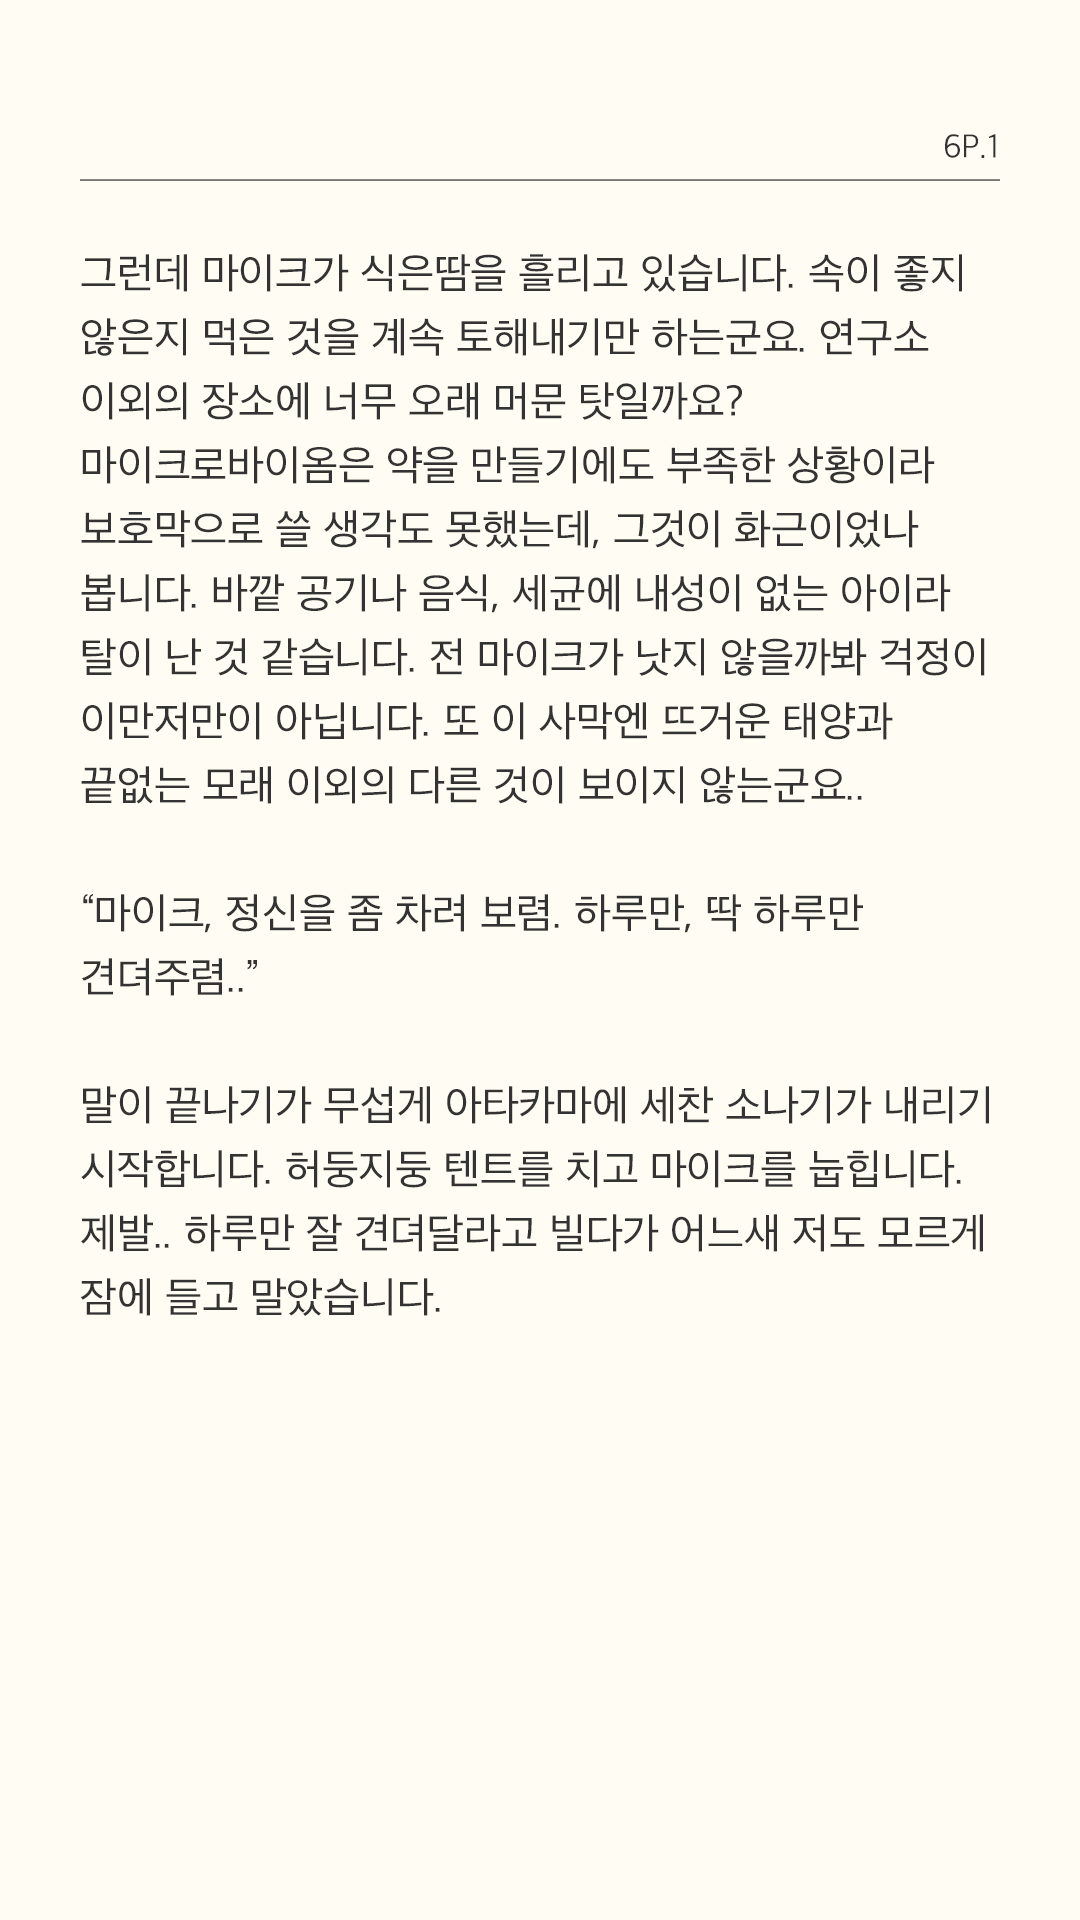 6P.1
그런데 마이크가 식은땀을 흘리고 있습니다. 속이 좋지
않은지 먹은 것을 계속 토해내기만 하는군요. 연구소
이외의 장소에 너무 오래 머문 탓일까요?
마이크로바이옴은 약을 만들기에도 부족한 상황이라
보호막으로 쓸 생각도 못했는데, 그것이 화근이었나
봅니다. 바깥 공기나 음식, 세균에 내성이 없는 아이라
탈이 난 것 같습니다. 전 마이크가 낫지 않을까봐 걱정이
이만저만이 아닙니다. 또 이 사막엔 뜨거운 태양과
끝없는 모래 이외의 다른 것이 보이지 않는군요..
“마이크, 정신을 좀 차려 보렴. 하루만, 딱 하루만
견뎌주렴..”
말이 끝나기가 무섭게 아타카마에 세찬 소나기가 내리기
시작합니다. 허둥지둥 텐트를 치고 마이크를 눕힙니다.
제발.. 하루만 잘 견뎌달라고 빌다가 어느새 저도 모르게
잠에 들고 말았습니다.